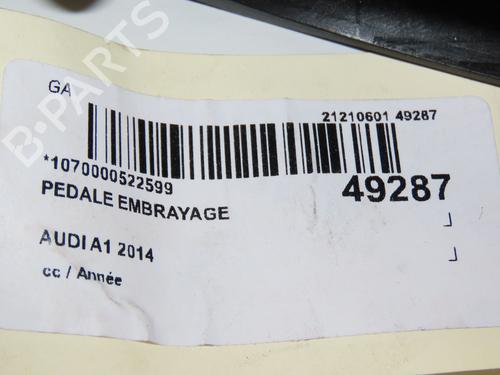 GA
21210601 49287
*1070000522599
49287
PEDALE EMBRAYAGE
AUDI A1 2014
cc / Année
B-PARTS